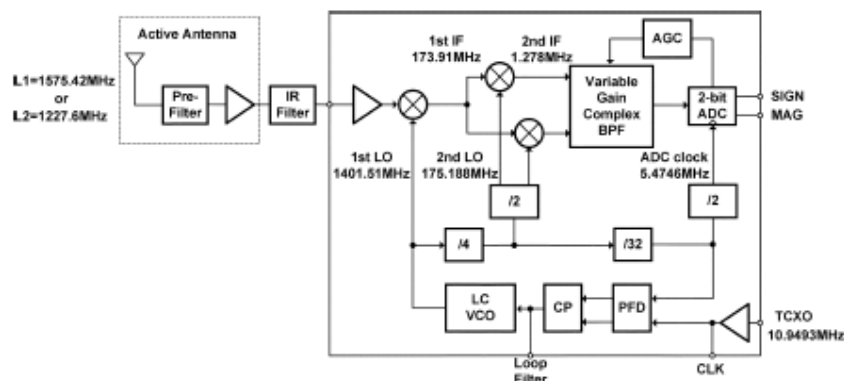 Active Antenna
L1=1575.42MHz
or
L2=1227.6MHz
Pre-
Filter
IR
Filter
1st IF
173.91MHz
2nd IF
1.278MHz
AGC
Variable
Gain
Complex
BPF
2-bit
ADC
SIGN
MAG
1st LO
1401.51MHz
2nd LO
175.188MHz
ADC clock
5.4746MHz
/2
/2
/4
/32
LC
VCO
CP
PFD
TCXO
10.9493MHz
Loop
Filter
CLK